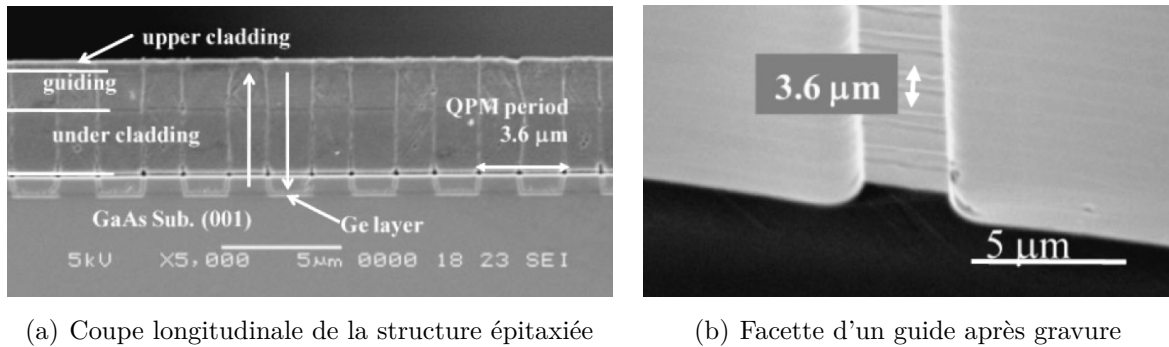 upper cladding
guiding
under cladding
QPM period
3.6 μm
GaAs Sub. (001)
Ge layer
5kV X5,000 5μm 0000 18 23 SEI
3.6 μm
5 μm
(a) Coupe longitudinale de la structure épitaxiée
(b) Facette d'un guide après gravure